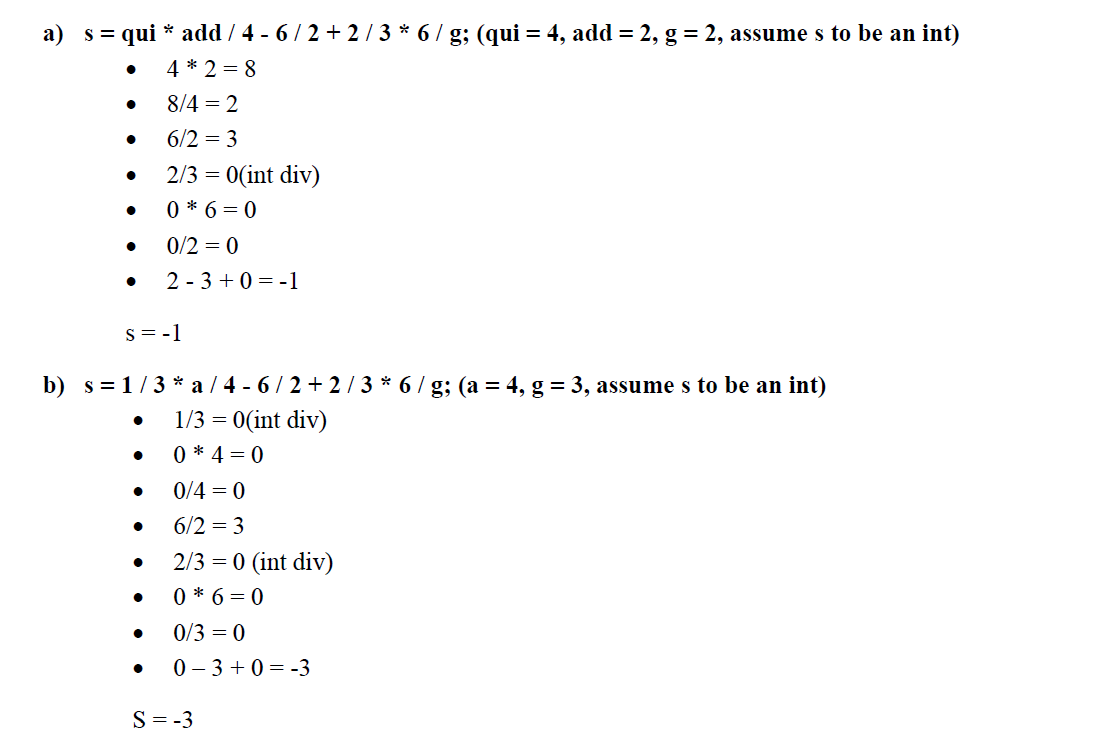 a) s = qui * add / 4 - 6 / 2 + 2 / 3 * 6 / g; (qui = 4, add = 2, g = 2, assume s to be an int)
• 4 * 2 = 8
• 8/4 = 2
• 6/2 = 3
• 2/3 = 0(int div)
• 0 * 6 = 0
• 0/2 = 0
• 2 - 3 + 0 = -1
s = -1
b) s = 1 / 3 * a / 4 - 6 / 2 + 2 / 3 * 6 / g; (a = 4, g = 3, assume s to be an int)
• 1/3 = 0(int div)
• 0 * 4 = 0
• 0/4 = 0
• 6/2 = 3
• 2/3 = 0 (int div)
• 0 * 6 = 0
• 0/3 = 0
• 0 – 3 + 0 = -3
S = -3